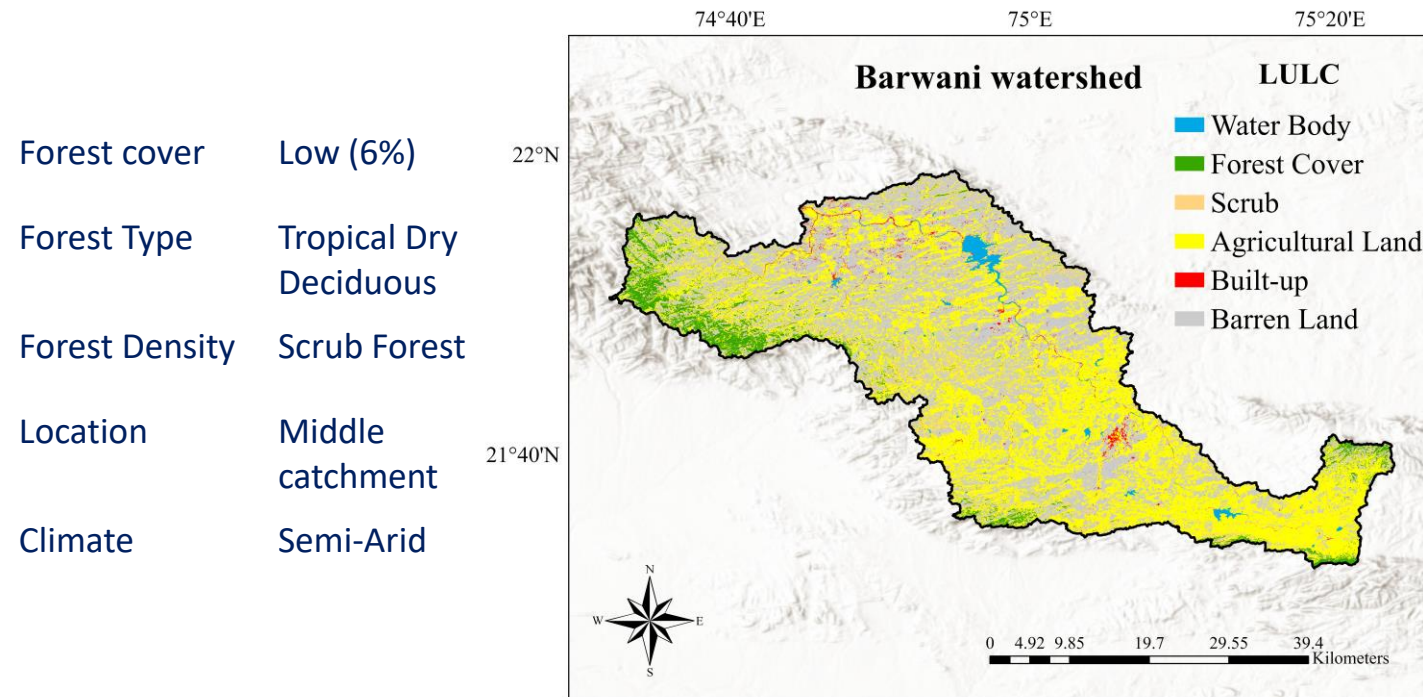 Forest cover Low (6%)
Forest Type Tropical Dry
Deciduous
Forest Density Scrub Forest
Location Middle
catchment
Climate Semi-Arid
74°40'E 75°E 75°20'E
22°N
21°40'N
Barwani watershed
LULC
Water Body
Forest Cover
Scrub
Agricultural Land
Built-up
Barren Land
N
W E
S
0 4.92 9.85 19.7 29.55 39.4
Kilometers